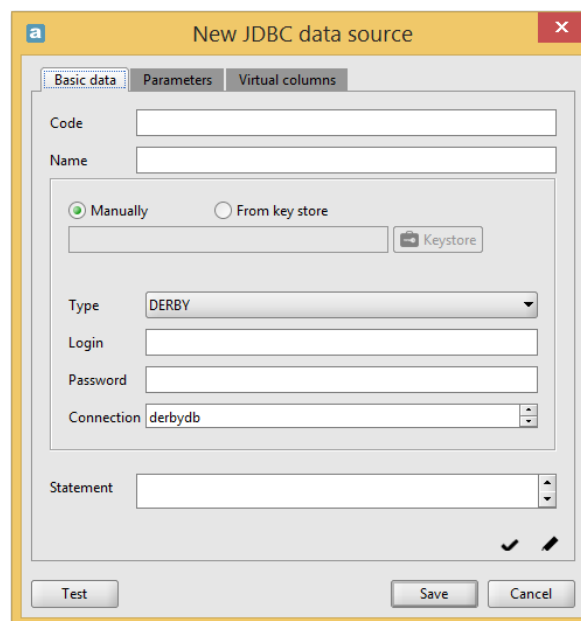 a New JDBC data source
Basic data Parameters Virtual columns
Code
Name
Manually From key store
Keystore
Type DERBY
Login
Password
Connection derbydb
Statement
Test Save Cancel